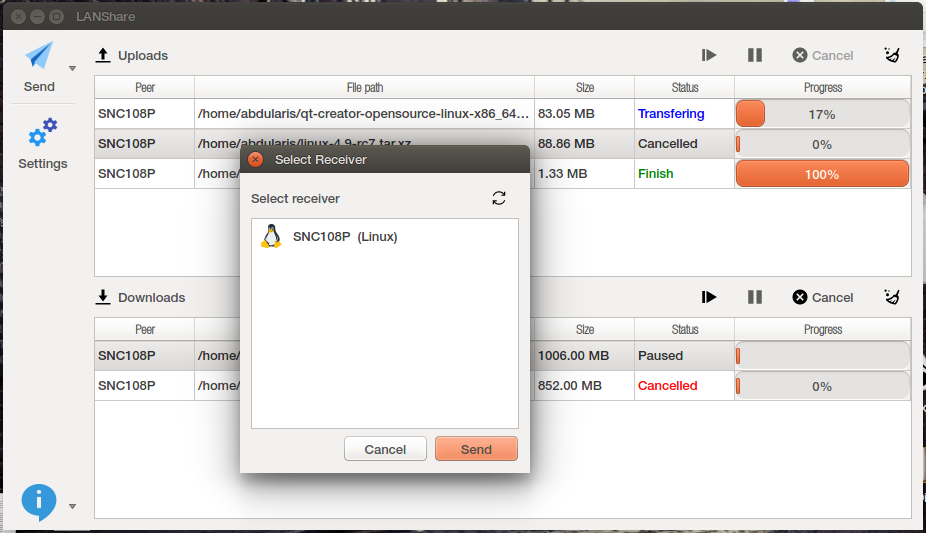 LANShare
Send
Settings
Uploads
Cancel
Peer File path Size Status Progress
SNC108P /home/abdularis/qt-creator-opensource-linux-x86_64... 83.05 MB Transfering 17%
SNC108P /home/abdularis/linux-4.9-rc7.tar.xz 88.86 MB Cancelled 0%
SNC108P /ho 1.33 MB Finish 100%
Select Receiver
Select receiver
SNC108P (Linux)
Cancel Send
Downloads
Cancel
Peer Size Status Progress
SNC108P /hom 1006.00 MB Paused
SNC108P /hom 852.00 MB Cancelled 0%